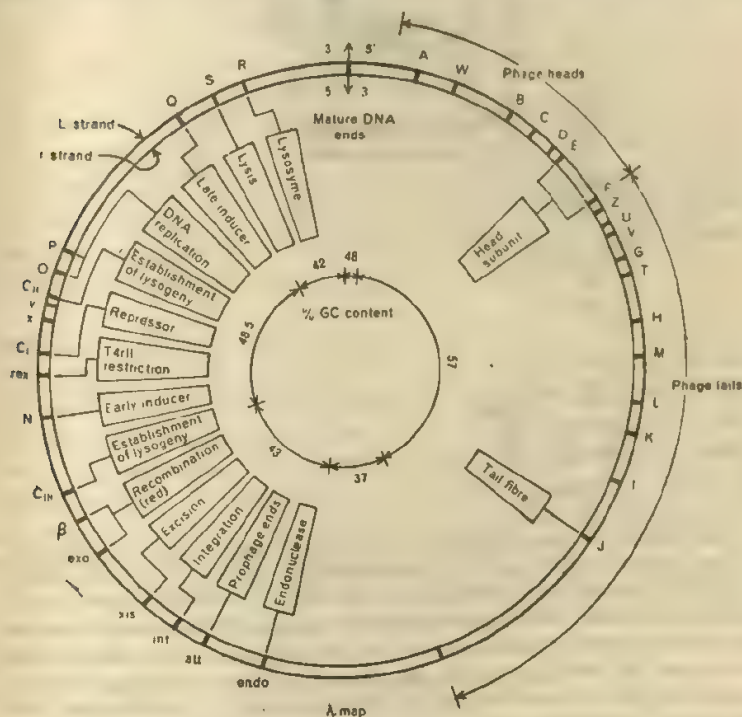 3 5'
5 3
Mature DNA
ends
A
W
B
C
D
E
Phage heads
F
Z
U
V
G
T
H
M
L
K
I
J
Phage tails
Head
subunit
Tail fibre
R
S
Q
L strand
r strand
P
O
CII
v
x
CI
rex
N
CIII
β
exo
xis
int
att
endo
Lysosyme
Lysis
Late inducer
DNA
replication
Establishment
of lysogeny
Repressor
T4rII
restriction
Early inducer
Establishment
of lysogeny
Recombination
(red)
Excision
Integration
Prophage ends
Endonuclease
GC content
48
42
48.5
43
37
57
λ map